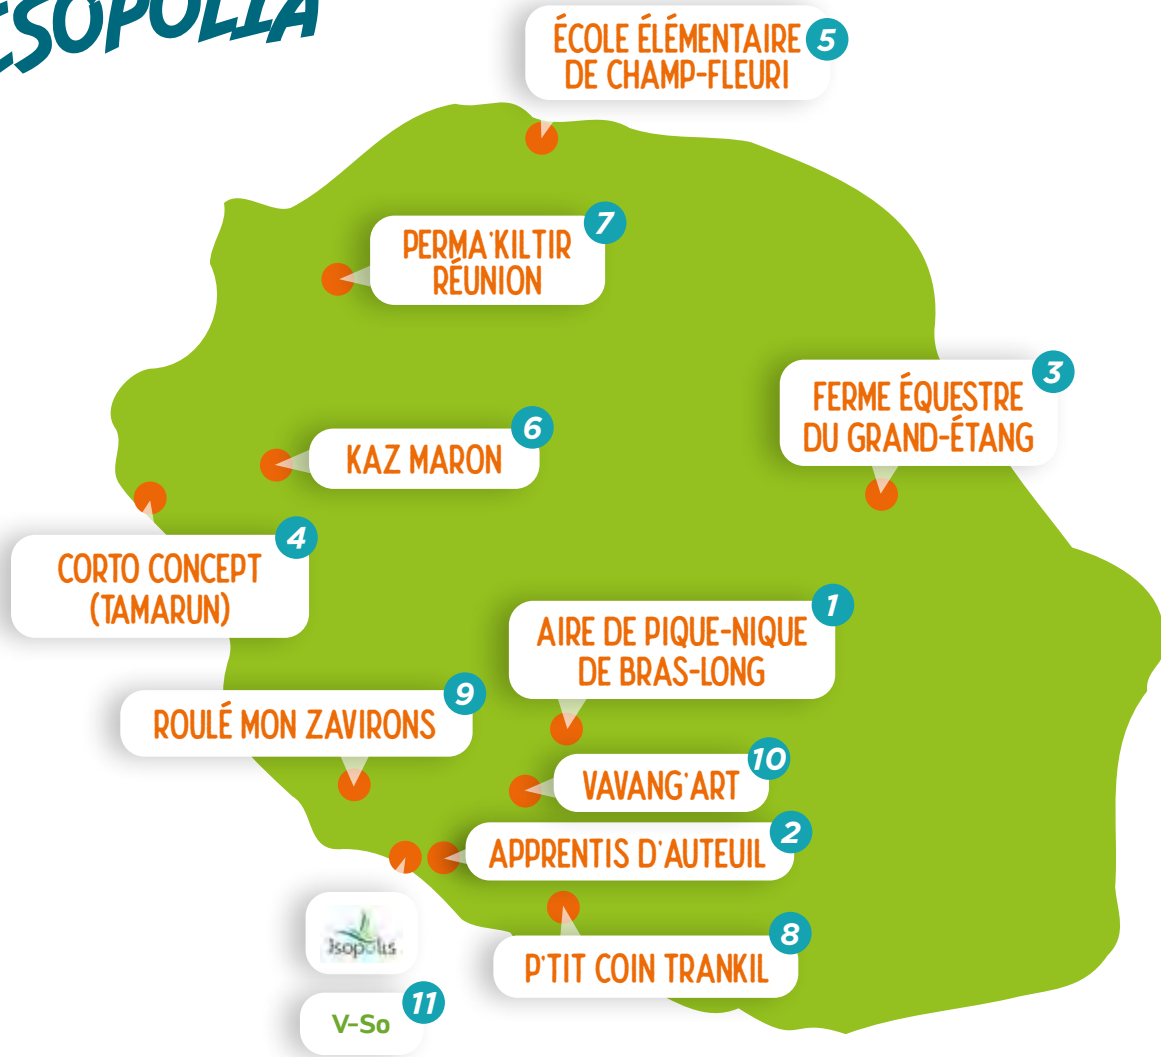 ÉSOPOLIA
ÉCOLE ÉLÉMENTAIRE
DE CHAMP-FLEURI
5
PERMA'KILTIR
RÉUNION
7
FERME ÉQUESTRE
DU GRAND-ÉTANG
3
KAZ MARON
6
CORTO CONCEPT
(TAMARUN)
4
AIRE DE PIQUE-NIQUE
DE BRAS-LONG
1
ROULÉ MON ZAVIRONS
9
VAVANG'ART
10
APPRENTIS D'AUTEUIL
2
Isopolis
P'TIT COIN TRANKIL
8
V-So
11